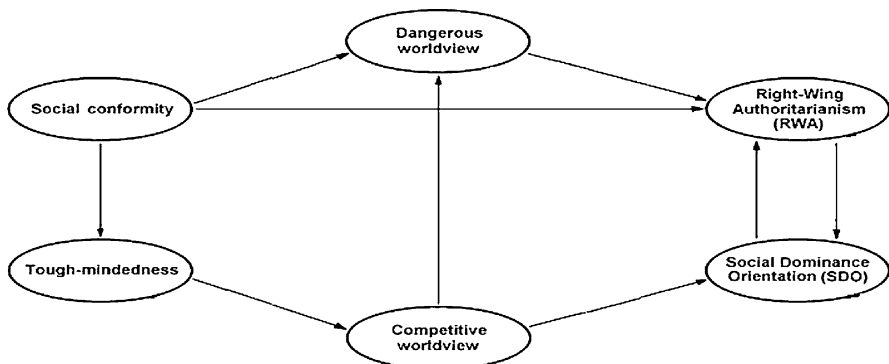 Dangerous
worldview
Social conformity
Right-Wing
Authoritarianism
(RWA)
Tough-mindedness
Social Dominance
Orientation (SDO)
Competitive
worldview